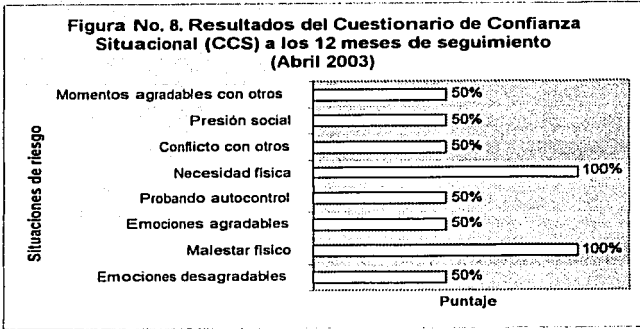 Figura No. 8. Resultados del Cuestionario de Confianza
Situacional (CCS) a los 12 meses de seguimiento
(Abril 2003)
Situaciones de riesgo
Momentos agradables con otros 50%
Presión social 50%
Conflicto con otros 50%
Necesidad física 100%
Probando autocontrol 50%
Emociones agradables 50%
Malestar físico 100%
Emociones desagradables 50%
Puntaje